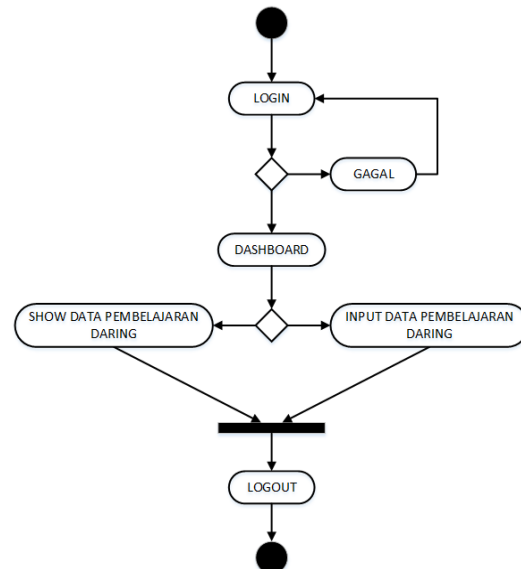 LOGIN
GAGAL
DASHBOARD
SHOW DATA PEMBELAJARAN
DARING
INPUT DATA PEMBELAJARAN
DARING
LOGOUT